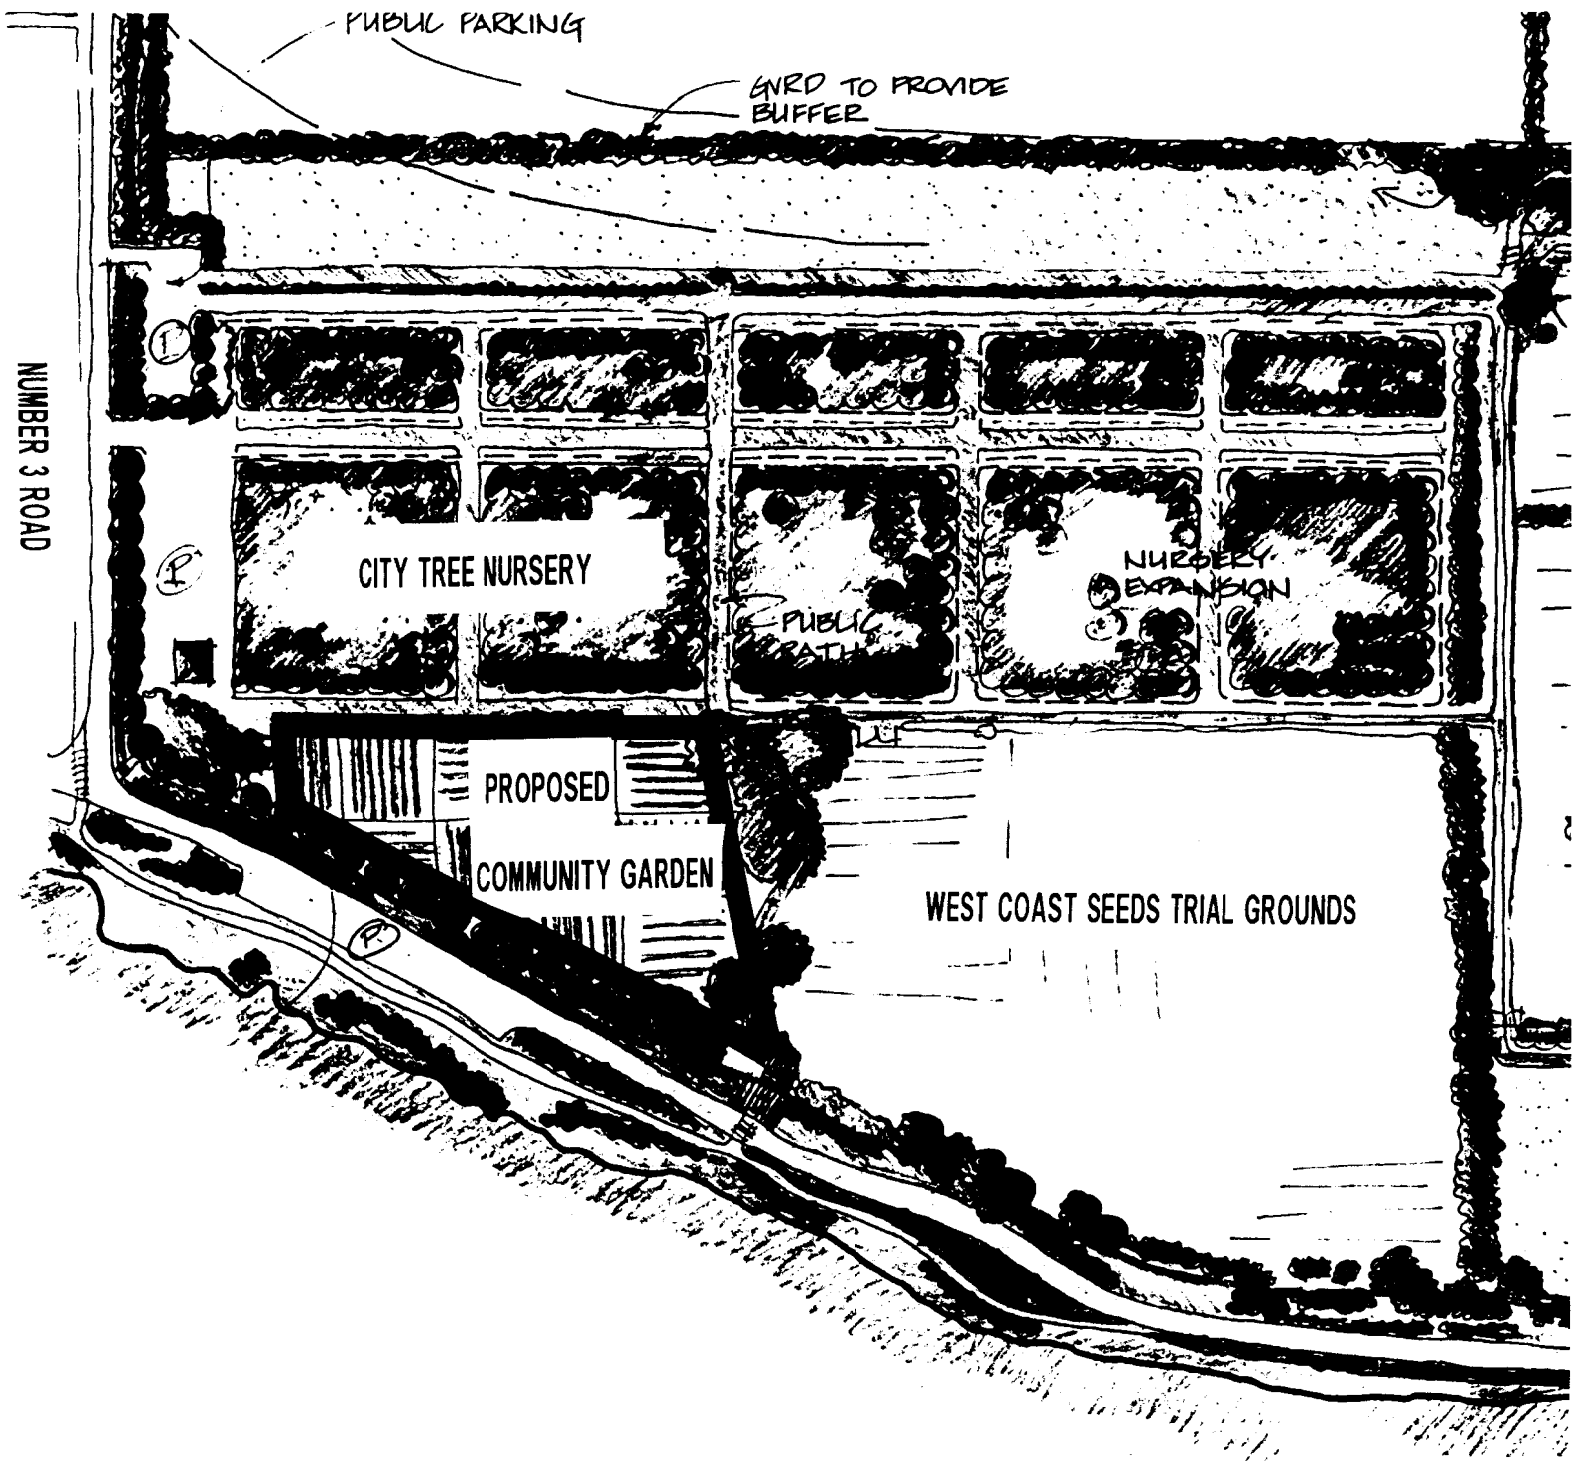 PUBLIC PARKING
GVRD TO PROVIDE
BUFFER
P
NUMBER 3 ROAD
CITY TREE NURSERY
P
NURSERY
EXPANSION
PUBLIC
PATH
PROPOSED
COMMUNITY GARDEN
WEST COAST SEEDS TRIAL GROUNDS
P